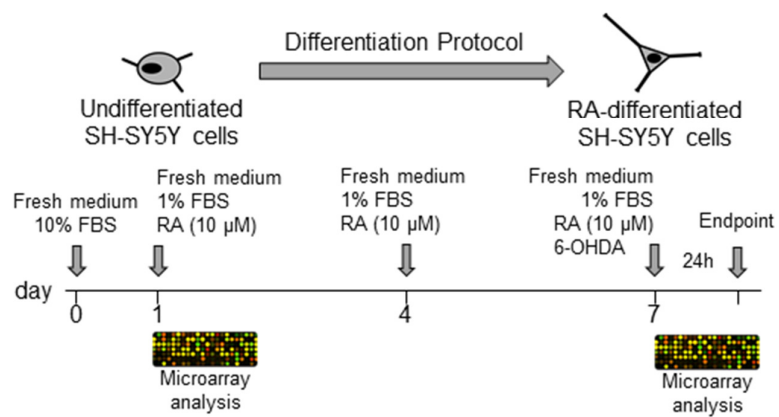 Differentiation Protocol
Undifferentiated
SH-SY5Y cells
RA-differentiated
SH-SY5Y cells
Fresh medium
10% FBS
Fresh medium
1% FBS
RA (10 µM)
Fresh medium
1% FBS
RA (10 µM)
Fresh medium
1% FBS
RA (10 µM)
6-OHDA
24h
Endpoint
day
0
1
4
7
Microarray
analysis
Microarray
analysis